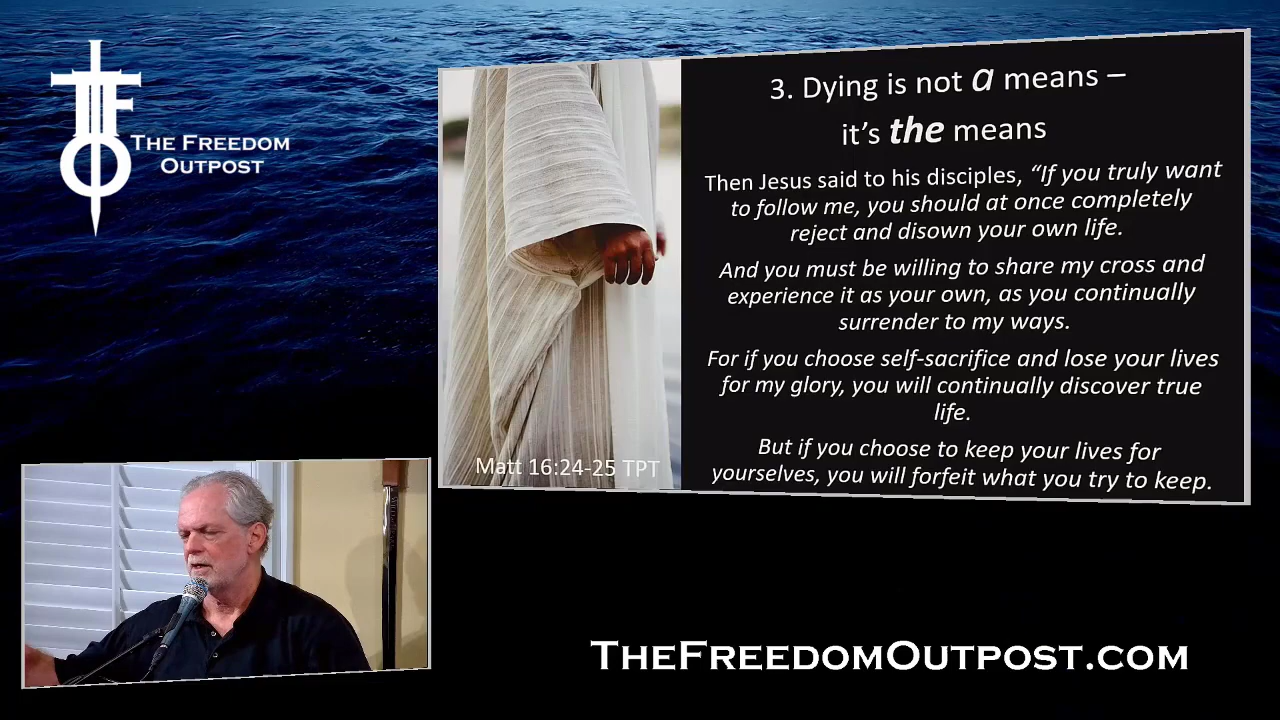 THE FREEDOM
OUTPOST
3. Dying is not a means –
it's the means
Then Jesus said to his disciples, "If you truly want
to follow me, you should at once completely
reject and disown your own life.
And you must be willing to share my cross and
experience it as your own, as you continually
surrender to my ways.
For if you choose self-sacrifice and lose your lives
for my glory, you will continually discover true
life.
But if you choose to keep your lives for
yourselves, you will forfeit what you try to keep.
Matt 16:24-25 TPT
THEFREEDOMOUTPOST.COM